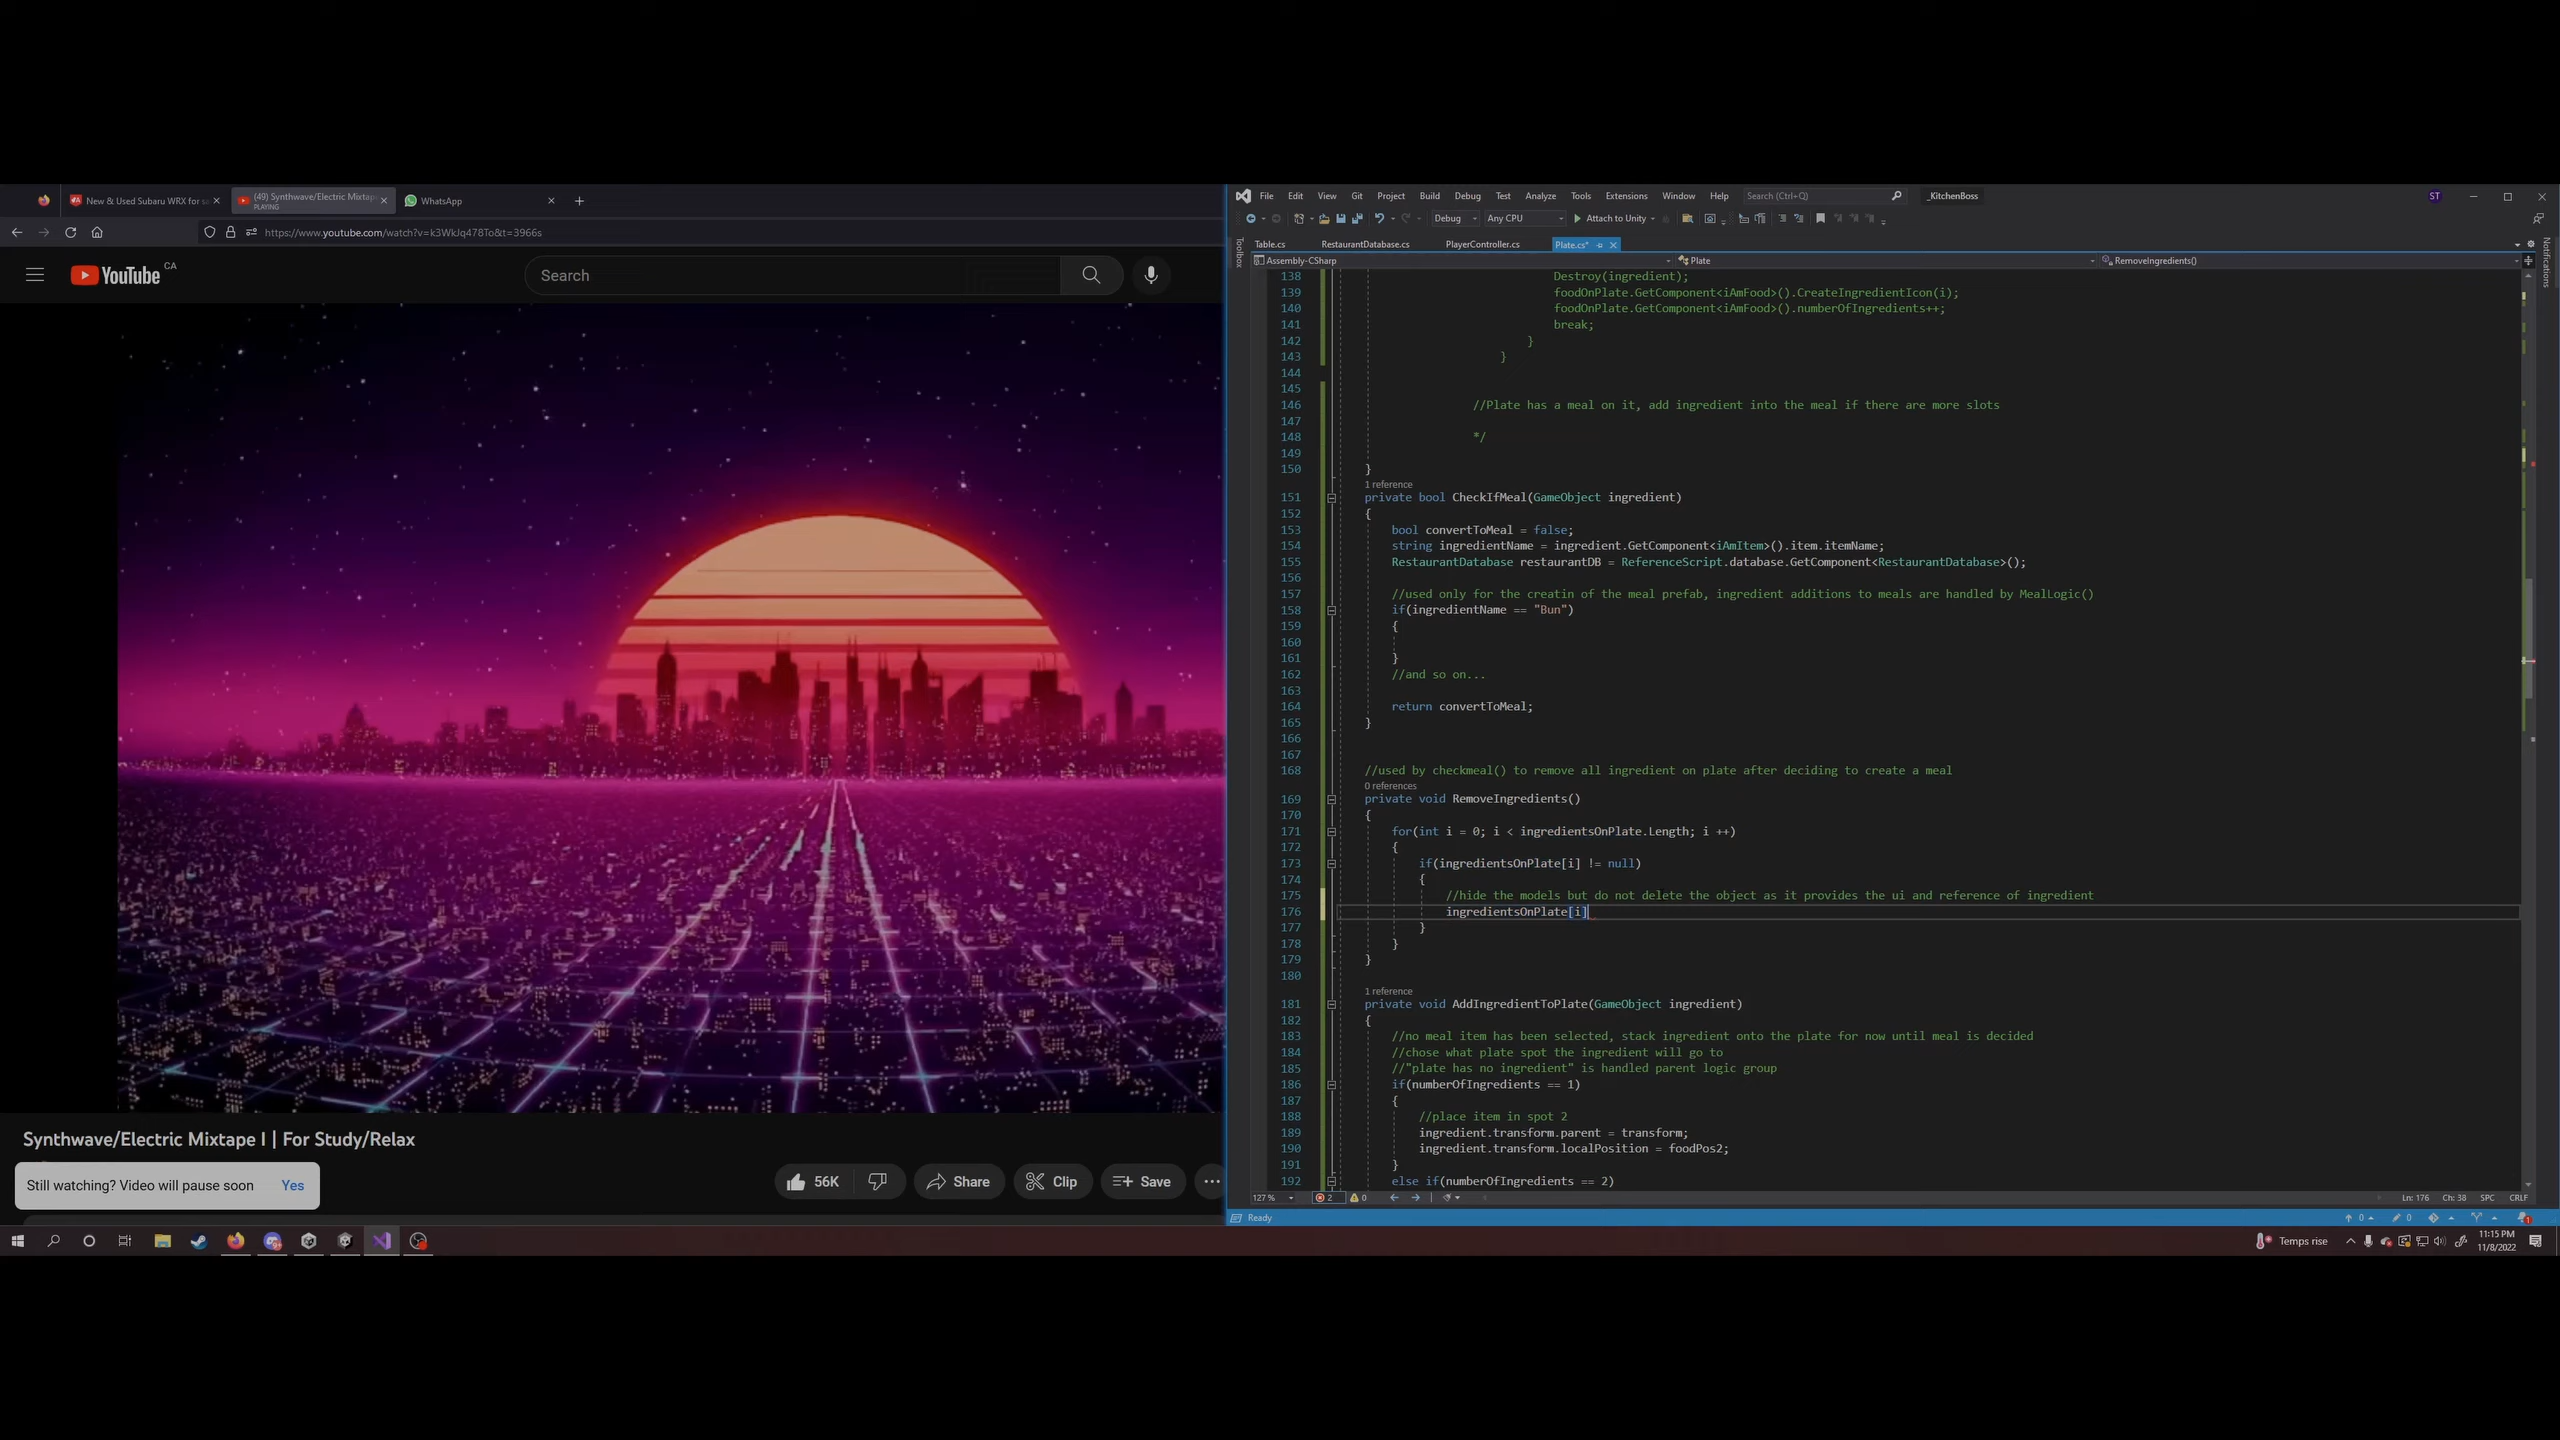 New & Used Subaru WRX for sa
(49) Synthwave/Electric Mixtape
PLAYING
WhatsApp
https://www.youtube.com/watch?v=k3WkJq478To&t=3966s
YouTube CA
Search
Synthwave/Electric Mixtape I | For Study/Relax
Still watching? Video will pause soon Yes
56K
Share
Clip
Save
File Edit View Git Project Build Debug Test Analyze Tools Extensions Window Help Search (Ctrl+Q) _KitchenBoss ST
Debug Any CPU Attach to Unity
Toolbox
Notifications
Table.cs RestaurantDatabase.cs PlayerController.cs Plate.cs*
Assembly-CSharp Plate RemoveIngredients()
138 Destroy(ingredient);
139 foodOnPlate.GetComponent<iAmFood>().CreateIngredientIcon(i);
140 foodOnPlate.GetComponent<iAmFood>().numberOfIngredients++;
141 break;
142 }
143 }
144
145
146 //Plate has a meal on it, add ingredient into the meal if there are more slots
147
148 */
149
150 }
1 reference
151 private bool CheckIfMeal(GameObject ingredient)
152 {
153 bool convertToMeal = false;
154 string ingredientName = ingredient.GetComponent<iAmItem>().item.itemName;
155 RestaurantDatabase restaurantDB = ReferenceScript.database.GetComponent<RestaurantDatabase>();
156
157 //used only for the creatin of the meal prefab, ingredient additions to meals are handled by MealLogic()
158 if(ingredientName == "Bun")
159 {
160
161 }
162 //and so on...
163
164 return convertToMeal;
165 }
166
167
168 //used by checkmeal() to remove all ingredient on plate after deciding to create a meal
0 references
169 private void RemoveIngredients()
170 {
171 for(int i = 0; i < ingredientsOnPlate.Length; i ++)
172 {
173 if(ingredientsOnPlate[i] != null)
174 {
175 //hide the models but do not delete the object as it provides the ui and reference of ingredient
176 ingredientsOnPlate[i]
177 }
178 }
179 }
180
1 reference
181 private void AddIngredientToPlate(GameObject ingredient)
182 {
183 //no meal item has been selected, stack ingredient onto the plate for now until meal is decided
184 //chose what plate spot the ingredient will go to
185 //"plate has no ingredient" is handled parent logic group
186 if(numberOfIngredients == 1)
187 {
188 //place item in spot 2
189 ingredient.transform.parent = transform;
190 ingredient.transform.localPosition = foodPos2;
191 }
192 else if(numberOfIngredients == 2)
127 % 2 0 Ln: 176 Ch: 38 SPC CRLF
Ready 0 0 1
Temps rise
11:15 PM
11/8/2022